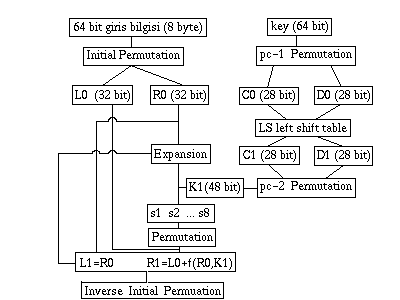 64 bit giris bilgisi (8 byte)
key (64 bit)
Initial Permutation
pc-1 Permutation
L0 (32 bit)
R0 (32 bit)
C0 (28 bit)
D0 (28 bit)
LS left shift table
Expansion
C1 (28 bit)
D1 (28 bit)
K1(48 bit)
pc-2 Permutation
s1 s2 ... s8
Permutation
L1=R0
R1=L0+f(R0,K1)
Inverse Initial Permuation